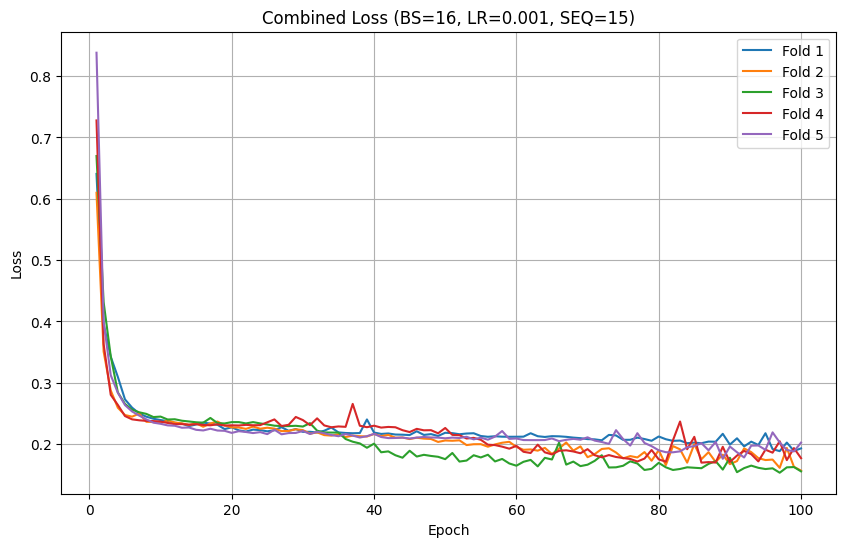 Combined Loss (BS=16, LR=0.001, SEQ=15)
Fold 1
Fold 2
Fold 3
Fold 4
Fold 5
Loss
0.8
0.7
0.6
0.5
0.4
0.3
0.2
0 20 40 60 80 100
Epoch